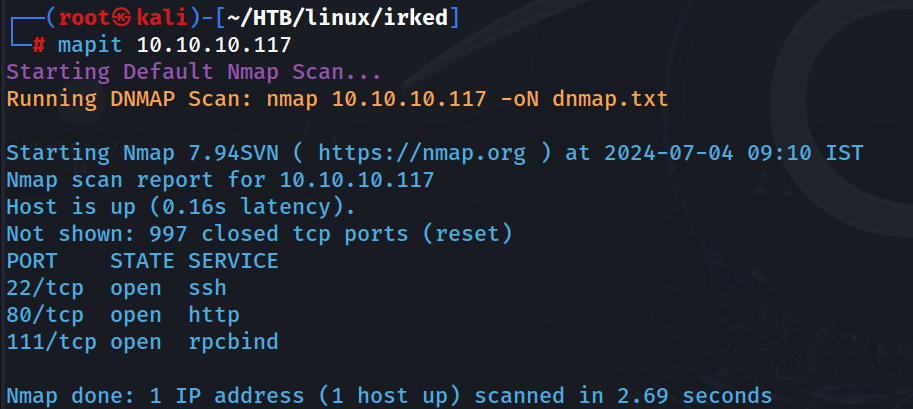 ┌──(root㉿kali)-[~/HTB/linux/irked]
└─# mapit 10.10.10.117
Starting Default Nmap Scan...
Running DNMAP Scan: nmap 10.10.10.117 -oN dnmap.txt

Starting Nmap 7.94SVN ( https://nmap.org ) at 2024-07-04 09:10 IST
Nmap scan report for 10.10.10.117
Host is up (0.16s latency).
Not shown: 997 closed tcp ports (reset)
PORT    STATE SERVICE
22/tcp  open  ssh
80/tcp  open  http
111/tcp open  rpcbind

Nmap done: 1 IP address (1 host up) scanned in 2.69 seconds